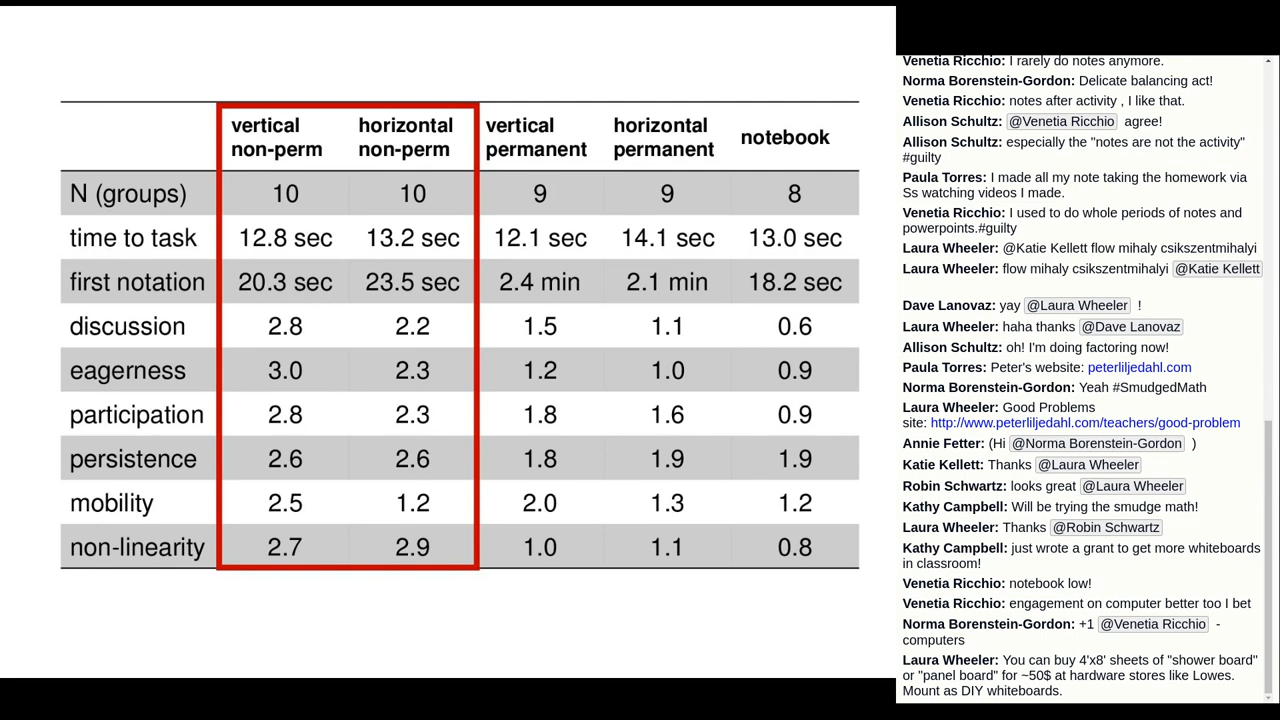 vertical non-perm horizontal non-perm vertical permanent horizontal permanent notebook
N (groups) 10 10 9 9 8
time to task 12.8 sec 13.2 sec 12.1 sec 14.1 sec 13.0 sec
first notation 20.3 sec 23.5 sec 2.4 min 2.1 min 18.2 sec
discussion 2.8 2.2 1.5 1.1 0.6
eagerness 3.0 2.3 1.2 1.0 0.9
participation 2.8 2.3 1.8 1.6 0.9
persistence 2.6 2.6 1.8 1.9 1.9
mobility 2.5 1.2 2.0 1.3 1.2
non-linearity 2.7 2.9 1.0 1.1 0.8
Venetia Ricchio: I rarely do notes anymore.
Norma Borenstein-Gordon: Delicate balancing act!
Venetia Ricchio: notes after activity , I like that.
Allison Schultz: @Venetia Ricchio agree!
Allison Schultz: especially the "notes are not the activity"
#guilty
Paula Torres: I made all my note taking the homework via
Ss watching videos I made.
Venetia Ricchio: I used to do whole periods of notes and
powerpoints.#guilty
Laura Wheeler: @Katie Kellett flow mihaly csikszentmihalyi
Laura Wheeler: flow mihaly csikszentmihalyi @Katie Kellett
Dave Lanovaz: yay @Laura Wheeler !
Laura Wheeler: haha thanks @Dave Lanovaz
Allison Schultz: oh! I'm doing factoring now!
Paula Torres: Peter's website: peterliljedahl.com
Norma Borenstein-Gordon: Yeah #SmudgedMath
Laura Wheeler: Good Problems
site: http://www.peterliljedahl.com/teachers/good-problem
Annie Fetter: (Hi @Norma Borenstein-Gordon )
Katie Kellett: Thanks @Laura Wheeler
Robin Schwartz: looks great @Laura Wheeler
Kathy Campbell: Will be trying the smudge math!
Laura Wheeler: Thanks @Robin Schwartz
Kathy Campbell: just wrote a grant to get more whiteboards
in classroom!
Venetia Ricchio: notebook low!
Venetia Ricchio: engagement on computer better too I bet
Norma Borenstein-Gordon: +1 @Venetia Ricchio -
computers
Laura Wheeler: You can buy 4'x8' sheets of "shower board"
or "panel board" for ~50$ at hardware stores like Lowes.
Mount as DIY whiteboards.